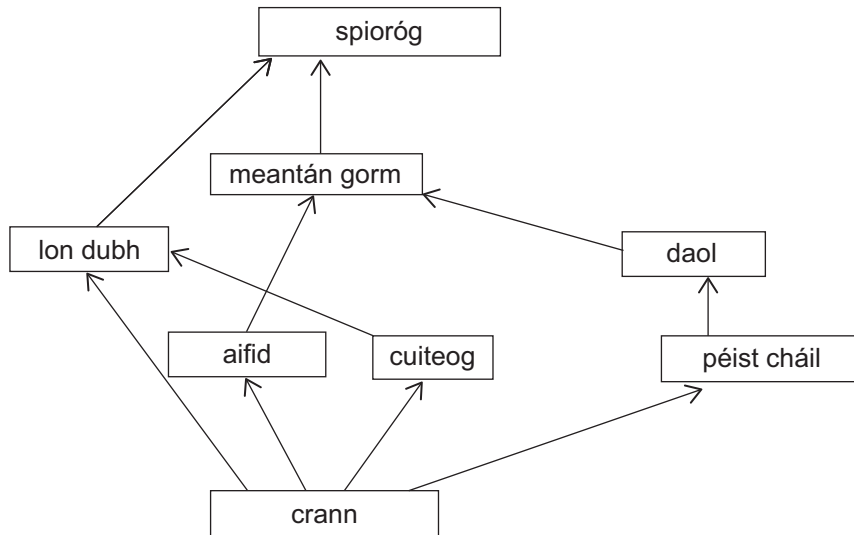 spioróg
meantán gorm
lon dubh
daol
aifid
cuiteog
péist cháil
crann